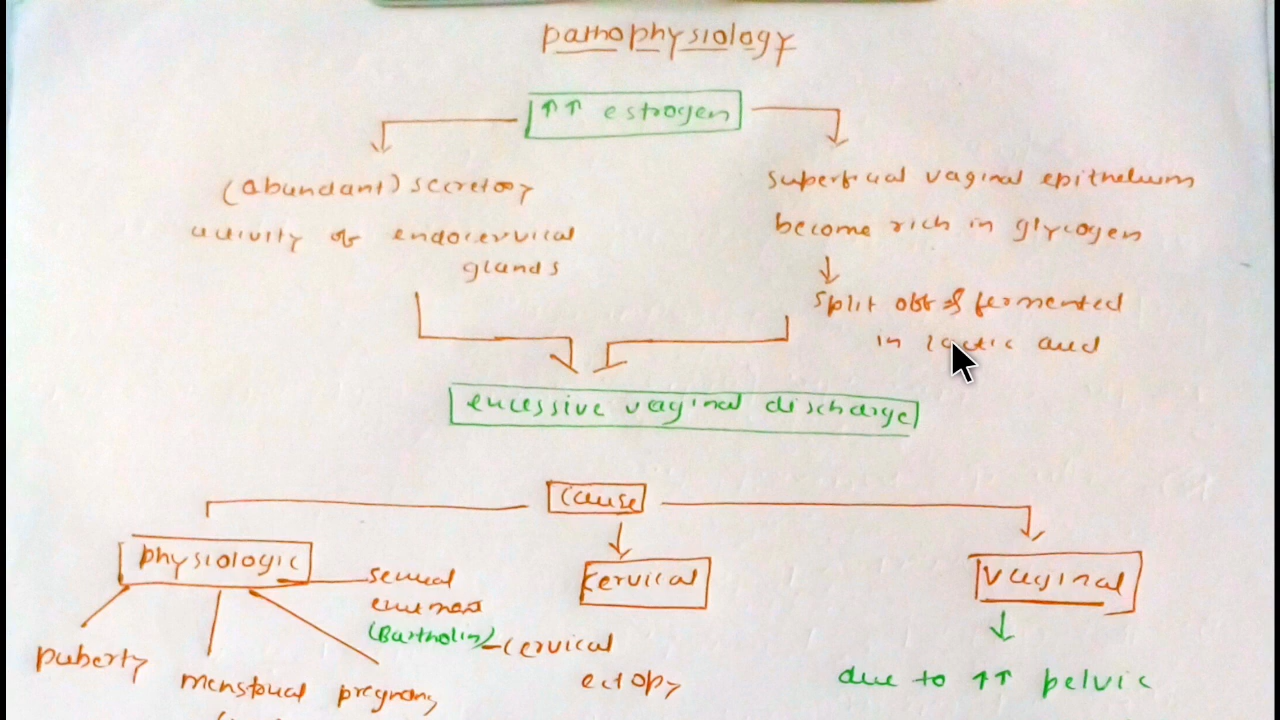 pathophysiology
↑↑ estrogen
(abundant) secretory
activity of endocervical
glands
superficial vaginal epithelium
become rich in glycogen
split off & fermented
in lactic acid
excessive vaginal discharge
cause
physiologic
cervical
vaginal
sexual
excitement
(Bartholin)
puberty
menstrual
pregnancy
cervical
ectopy
due to ↑↑ pelvic